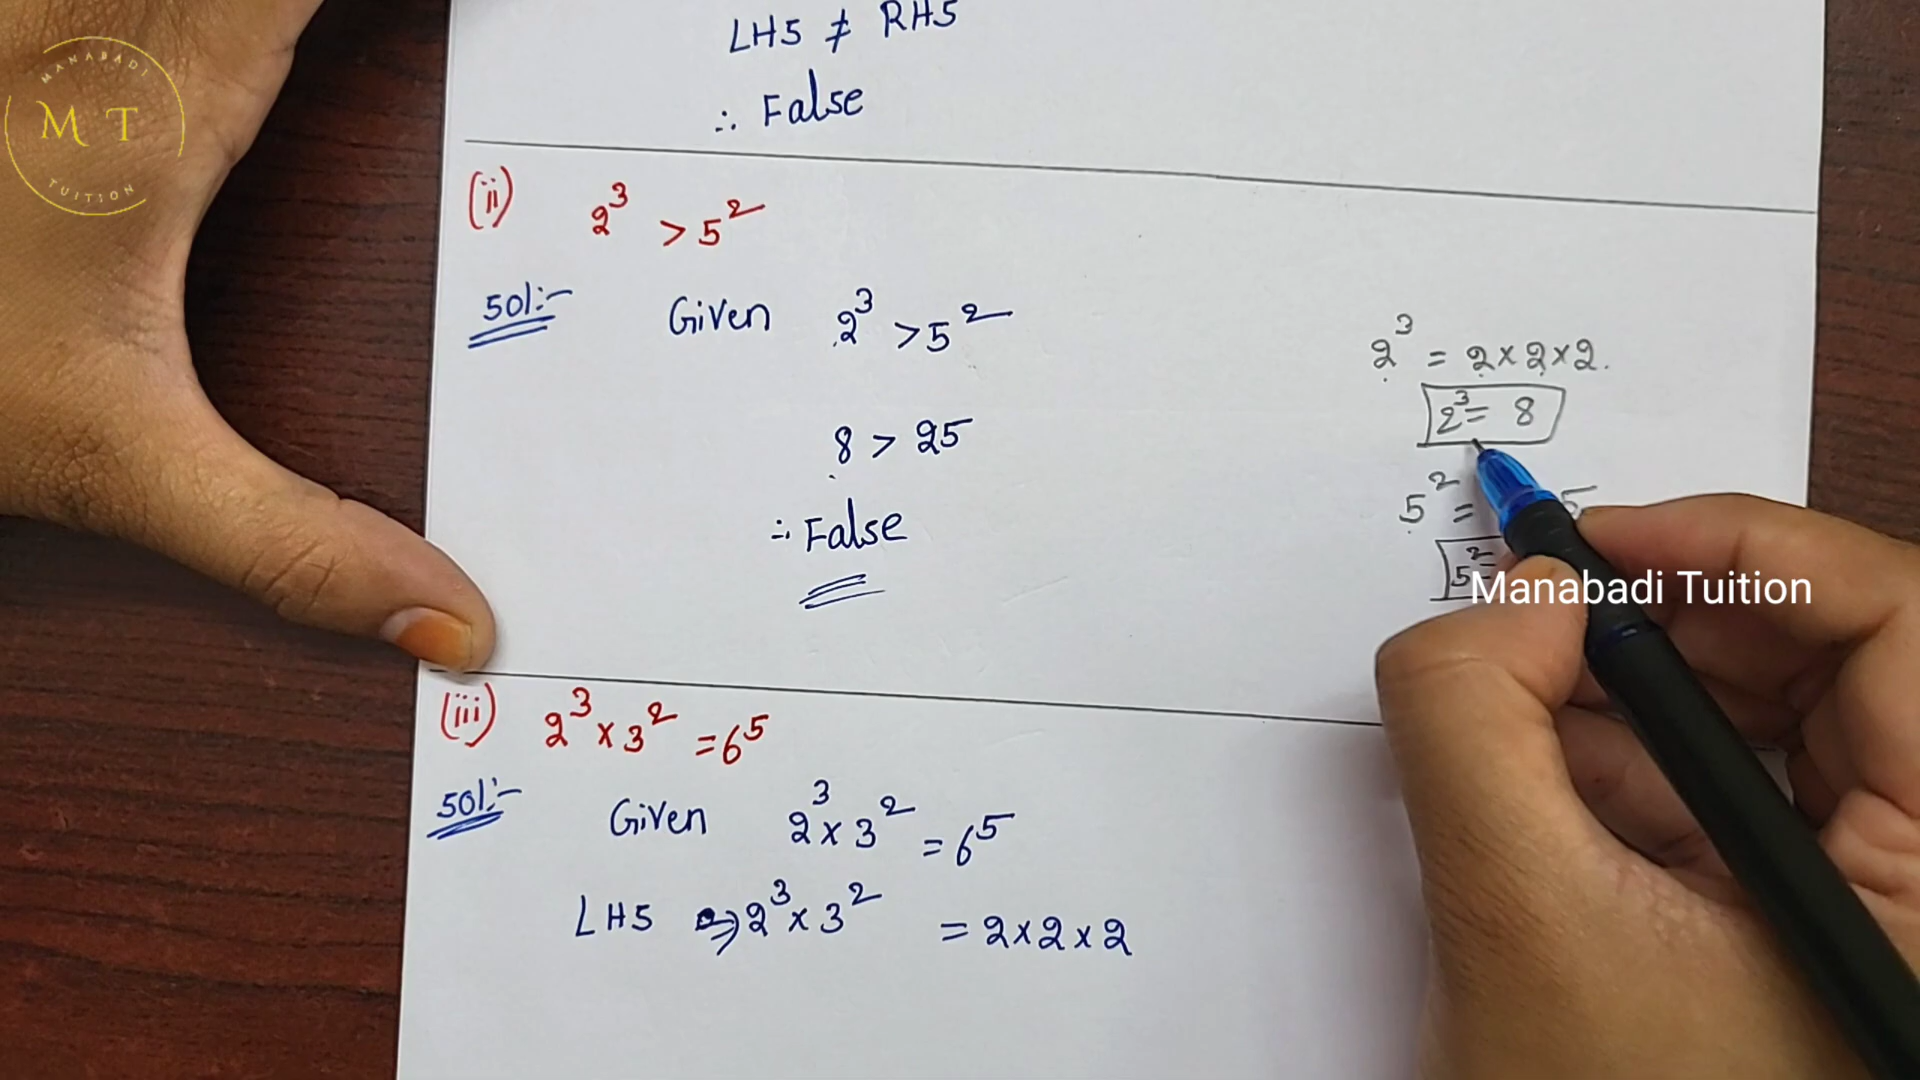 LHS ≠ RHS
∴ False
MANABADI
M T
TUITION
(ii) 2³ > 5²
Sol:- Given 2³ > 5²
2³ = 2×2×2.
2³= 8
8 > 25
5² = 5
∴ False
5²=
Manabadi Tuition
(iii) 2³ × 3² = 6⁵
Sol:- Given 2³ × 3² = 6⁵
LHS ⇒ 2³ × 3² = 2×2×2